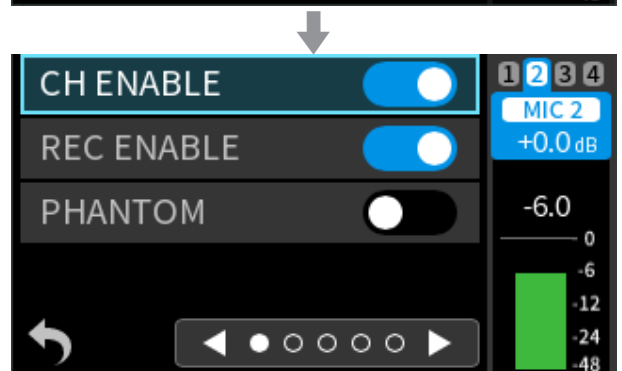 CH ENABLE
REC ENABLE
PHANTOM
1 2 3 4
MIC 2
+0.0 dB
-6.0
0
-6
-12
-24
-48